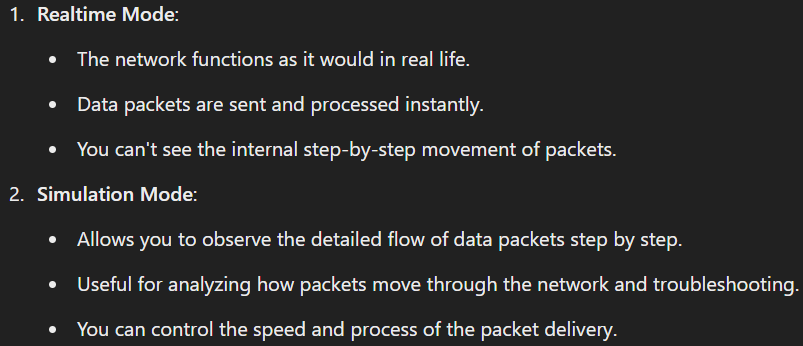 1. Realtime Mode:
• The network functions as it would in real life.
• Data packets are sent and processed instantly.
• You can't see the internal step-by-step movement of packets.
2. Simulation Mode:
• Allows you to observe the detailed flow of data packets step by step.
• Useful for analyzing how packets move through the network and troubleshooting.
• You can control the speed and process of the packet delivery.